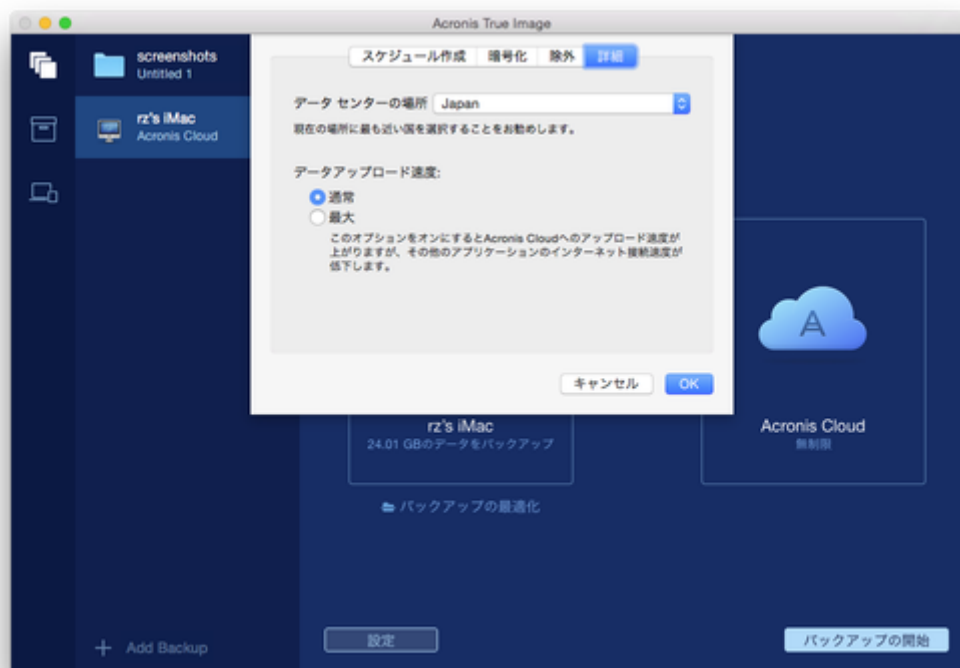 Acronis True Image
screenshots
Untitled 1
rz's iMac
Acronis Cloud
スケジュール作成 暗号化 除外 詳細
データ センターの場所 Japan
現在の場所に最も近い国を選択することをお勧めします。
データアップロード速度:
通常
最大
このオプションをオンにするとAcronis Cloudへのアップロード速度が
上がりますが、その他のアプリケーションのインターネット接続速度が
低下します。
キャンセル OK
rz's iMac
24.01 GBのデータをバックアップ
Acronis Cloud
無制限
バックアップの最適化
Add Backup
設定
バックアップの開始